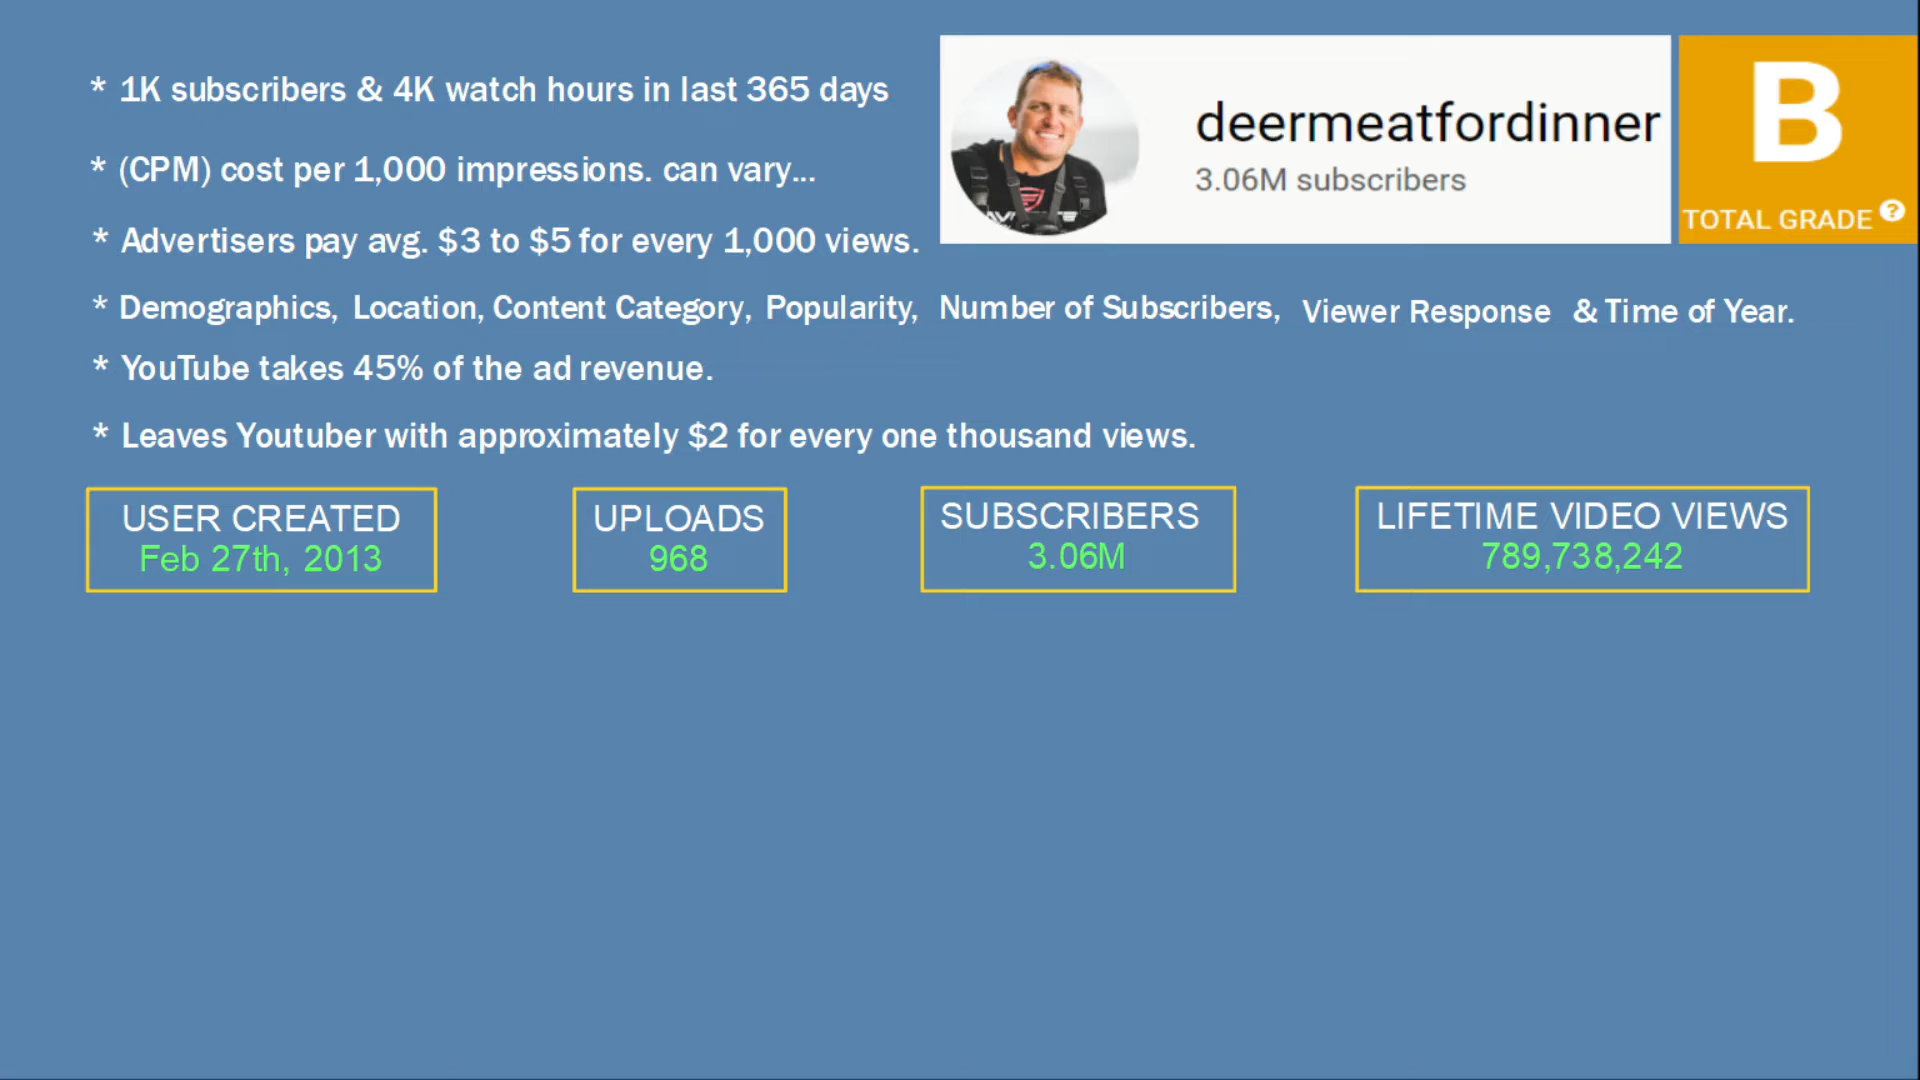 * 1K subscribers & 4K watch hours in last 365 days
* (CPM) cost per 1,000 impressions. can vary...
* Advertisers pay avg. $3 to $5 for every 1,000 views.
deermeatfordinner
3.06M subscribers
B
TOTAL GRADE ?
* Demographics, Location, Content Category, Popularity, Number of Subscribers, Viewer Response & Time of Year.
* YouTube takes 45% of the ad revenue.
* Leaves Youtuber with approximately $2 for every one thousand views.
USER CREATED
Feb 27th, 2013
UPLOADS
968
SUBSCRIBERS
3.06M
LIFETIME VIDEO VIEWS
789,738,242